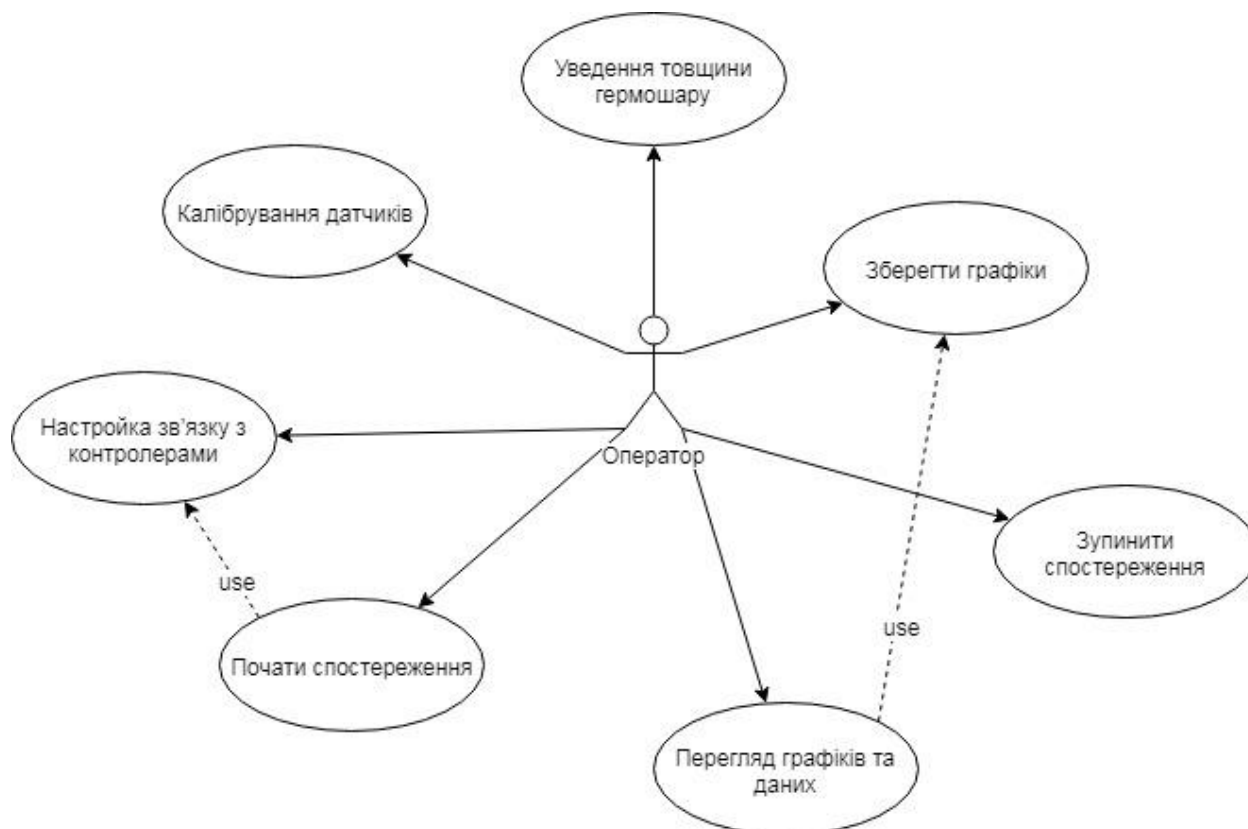 Уведення товщини
гермошару
Калібрування датчиків
Зберегти графіки
Настройка зв'язку з
контролерами
Оператор
Зупинити
спостереження
use
use
Почати спостереження
Перегляд графіків та
даних